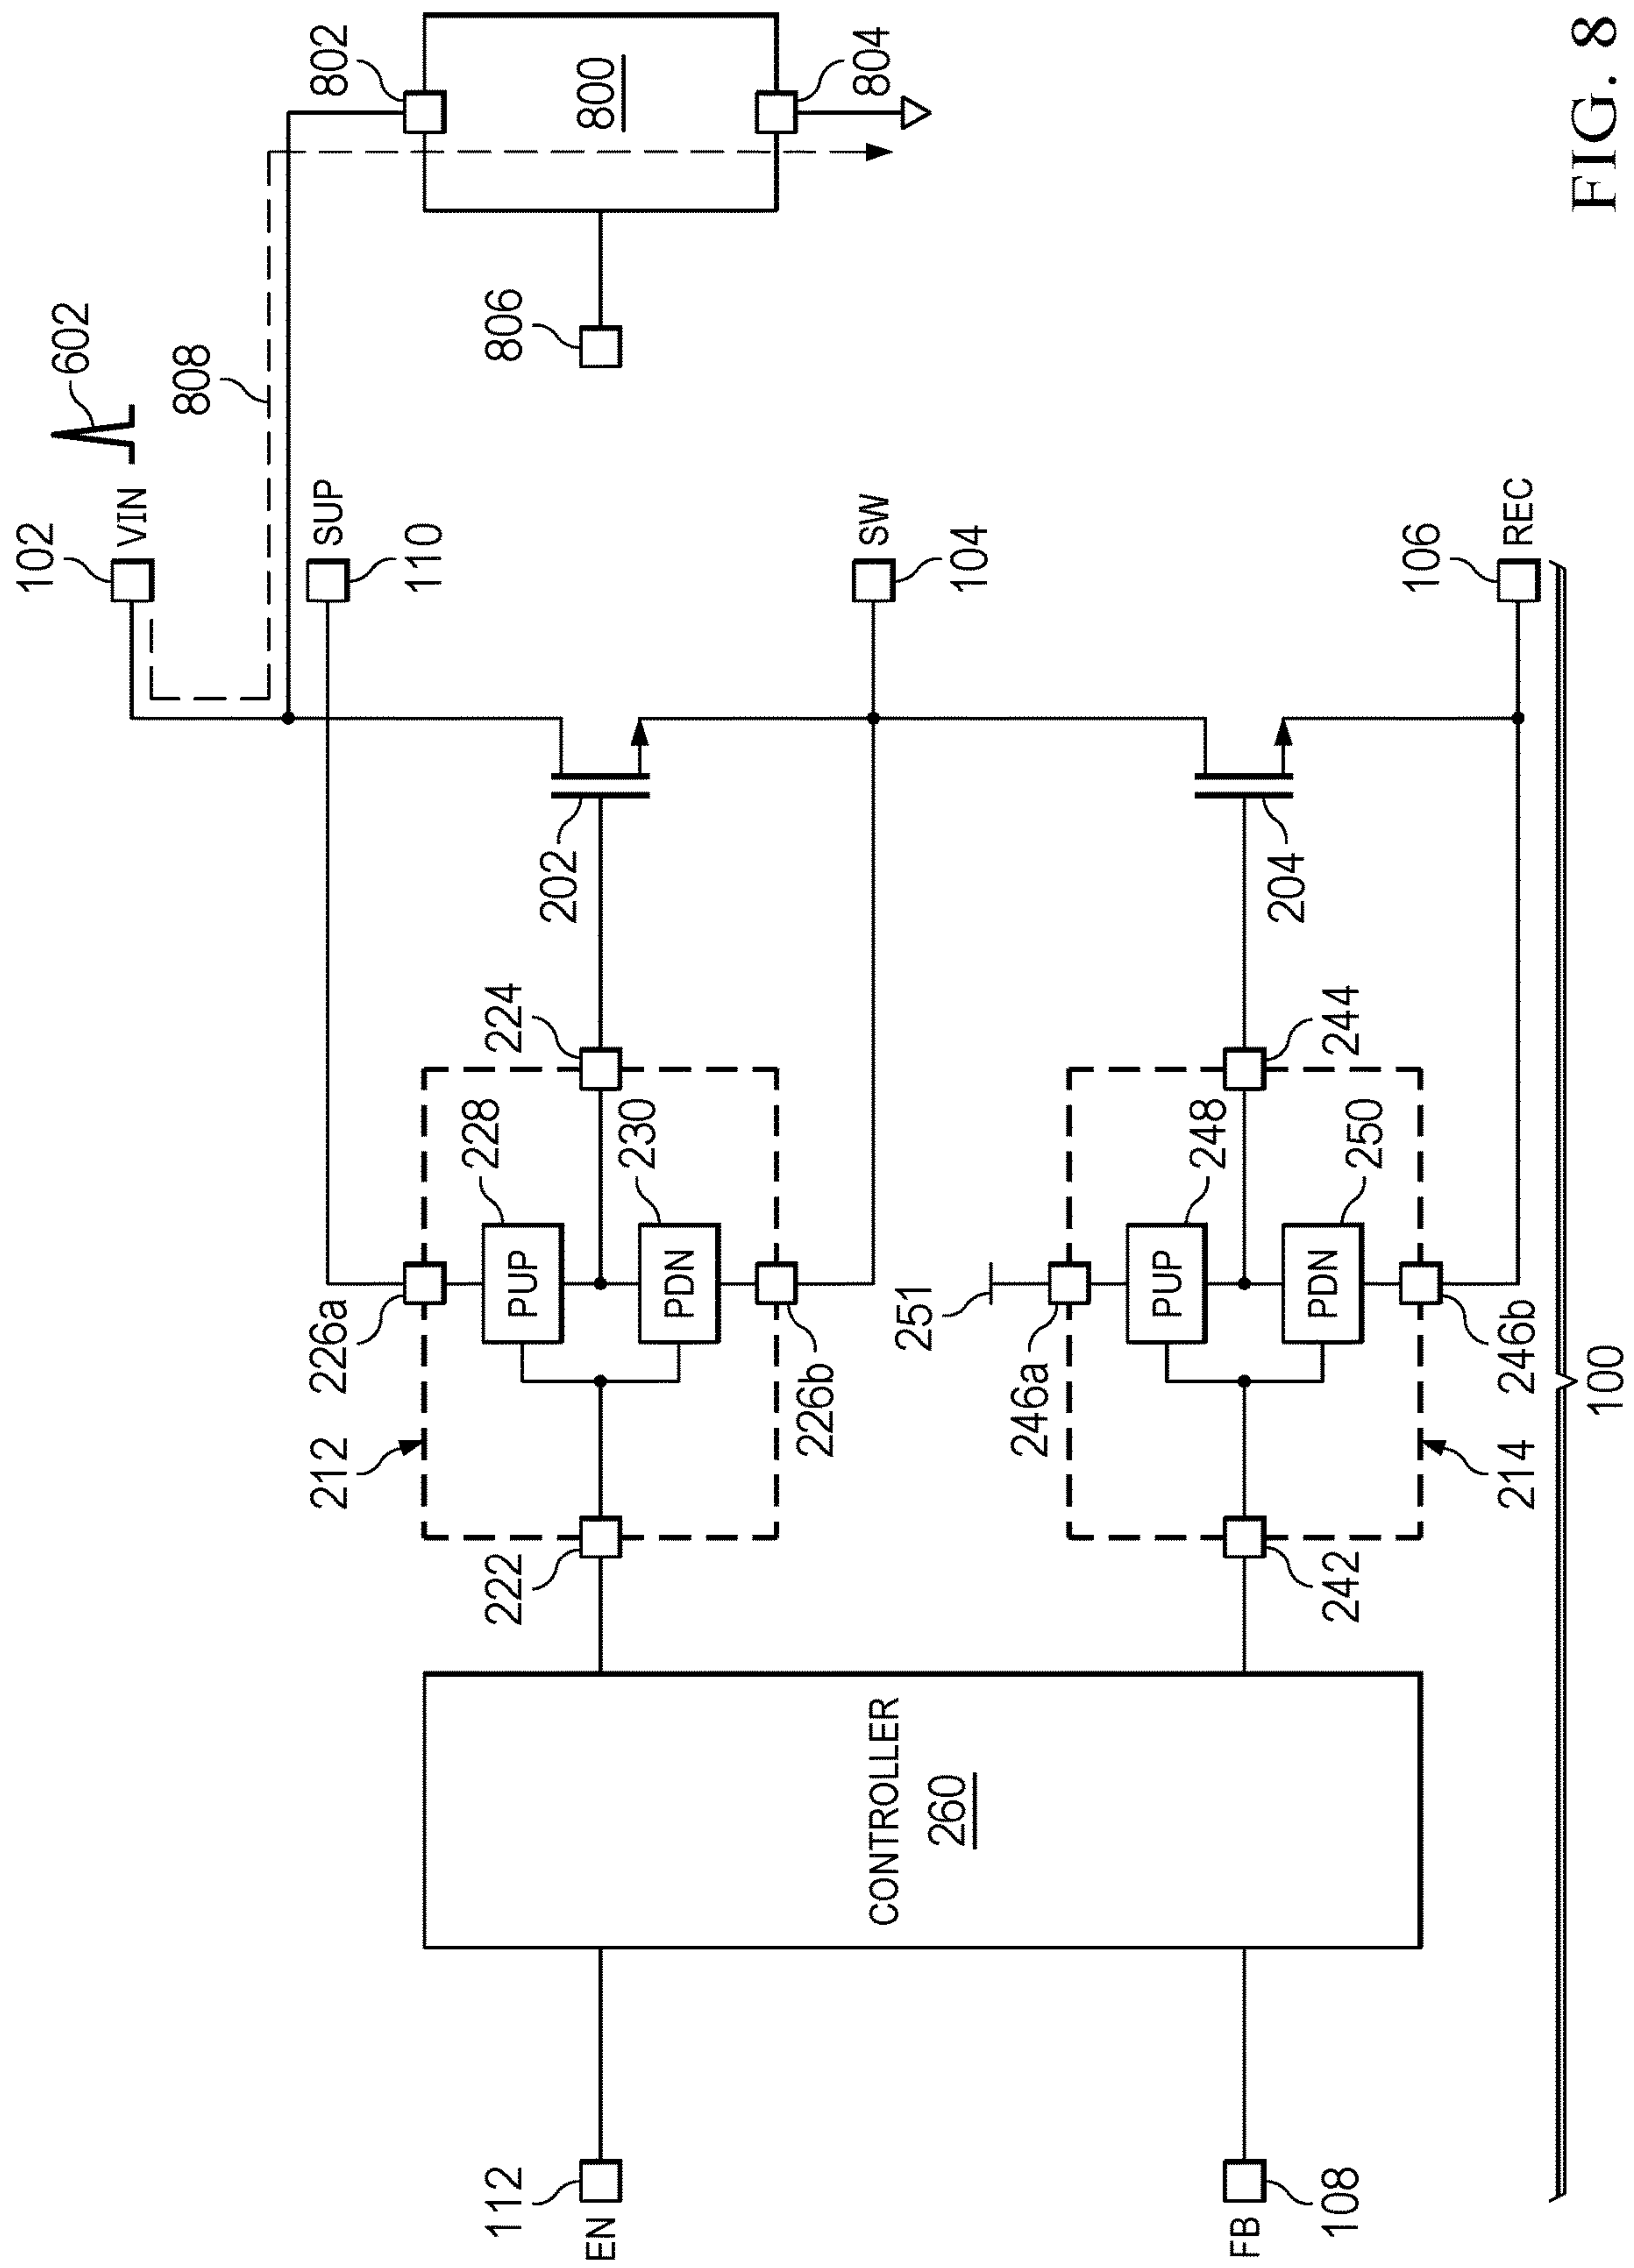 102
VIN
602
808
802
800
804
806
SUP
110
SW
104
106
REC
202
204
224
244
228
230
248
250
PUP
PDN
PUP
PDN
226a
226b
251
246a
246b
212
214
222
242
CONTROLLER
260
112
EN
FB
108
100
FIG. 8